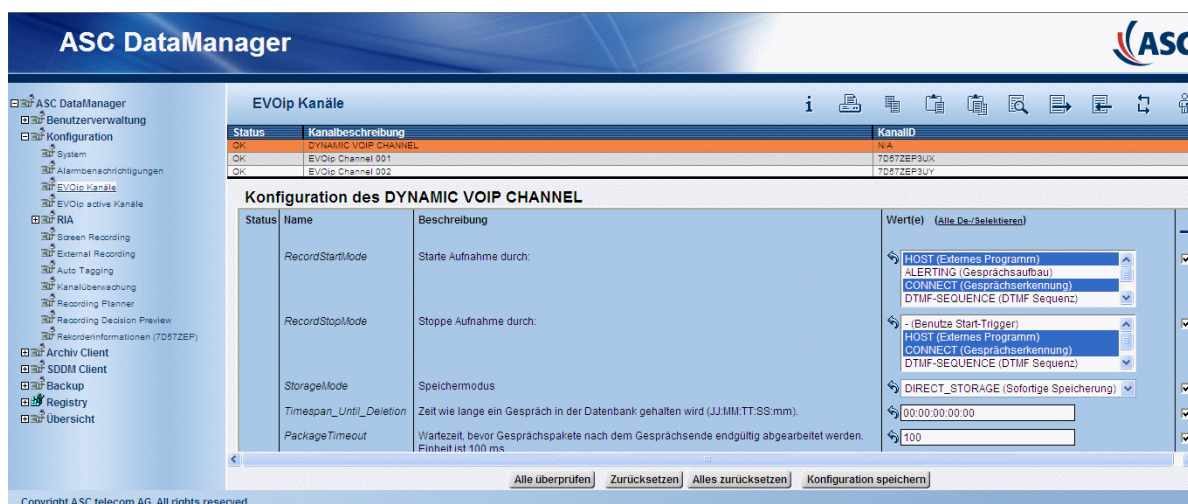 ASC DataManager
ASC
ASC DataManager
Benutzerverwaltung
Konfiguration
System
Alarmbenachrichtigungen
EVOip Kanäle
EVOip active Kanäle
RIA
Screen Recording
External Recording
Auto Tagging
Kanalüberwachung
Recording Planner
Recording Decision Preview
Rekorderinformationen (7D57ZEP)
Archiv Client
SDDM Client
Backup
Registry
Übersicht
EVOip Kanäle
Status Kanalbeschreibung KanalID
OK DYNAMIC VOIP CHANNEL N/A
OK EVOip Channel 001 7D57ZEP3UX
OK EVOip Channel 002 7D57ZEP3UY
Konfiguration des DYNAMIC VOIP CHANNEL
Status Name Beschreibung Wert(e) (Alle De-/Selektieren)
RecordStartMode Starte Aufnahme durch:
HOST (Externes Programm)
ALERTING (Gesprächsaufbau)
CONNECT (Gesprächserkennung)
DTMF-SEQUENCE (DTMF Sequenz)
RecordStopMode Stoppe Aufnahme durch:
- (Benutze Start-Trigger)
HOST (Externes Programm)
CONNECT (Gesprächserkennung)
DTMF-SEQUENCE (DTMF Sequenz)
StorageMode Speichermodus DIRECT_STORAGE (Sofortige Speicherung)
Timespan_Until_Deletion Zeit wie lange ein Gespräch in der Datenbank gehalten wird (JJ:MM:TT:SS:mm). 00:00:00:00:00
PackageTimeout Wartezeit, bevor Gesprächspakete nach dem Gesprächsende endgültig abgearbeitet werden. 100
Einheit ist 100 ms
Alle überprüfen Zurücksetzen Alles zurücksetzen Konfiguration speichern
Copyright ASC telecom AG. All rights reserved